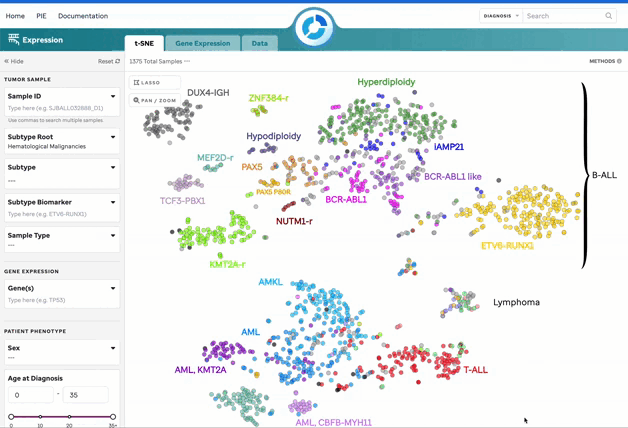 Home PIE Documentation
DIAGNOSIS Search
Expression
t-SNE Gene Expression Data
Hide Reset
1375 Total Samples
METHODS
TUMOR SAMPLE
Sample ID
Type here (e.g. SJBALL032888_D1)
Use commas to search multiple samples
Subtype Root
Hematological Malignancies
Subtype
---
Subtype Biomarker
Type here (e.g. ETV6-RUNX1)
Sample Type
---
GENE EXPRESSION
Gene(s)
Type here (e.g. TP53)
PATIENT PHENOTYPE
Sex
---
Age at Diagnosis
0 - 35
0 10 20 35+
LASSO
PAN / ZOOM
DUX4-IGH
ZNF384-r
Hyperdiploidy
Hypodiploidy
iAMP21
MEF2D-r
PAX5
BCR-ABL1 like
B-ALL
TCF3-PBX1
PAX5 P80R
BCR-ABL1
NUTM1-r
ETV6-RUNX1
KMT2A-r
AMKL
Lymphoma
AML
AML, KMT2A
T-ALL
AML, CBFB-MYH11